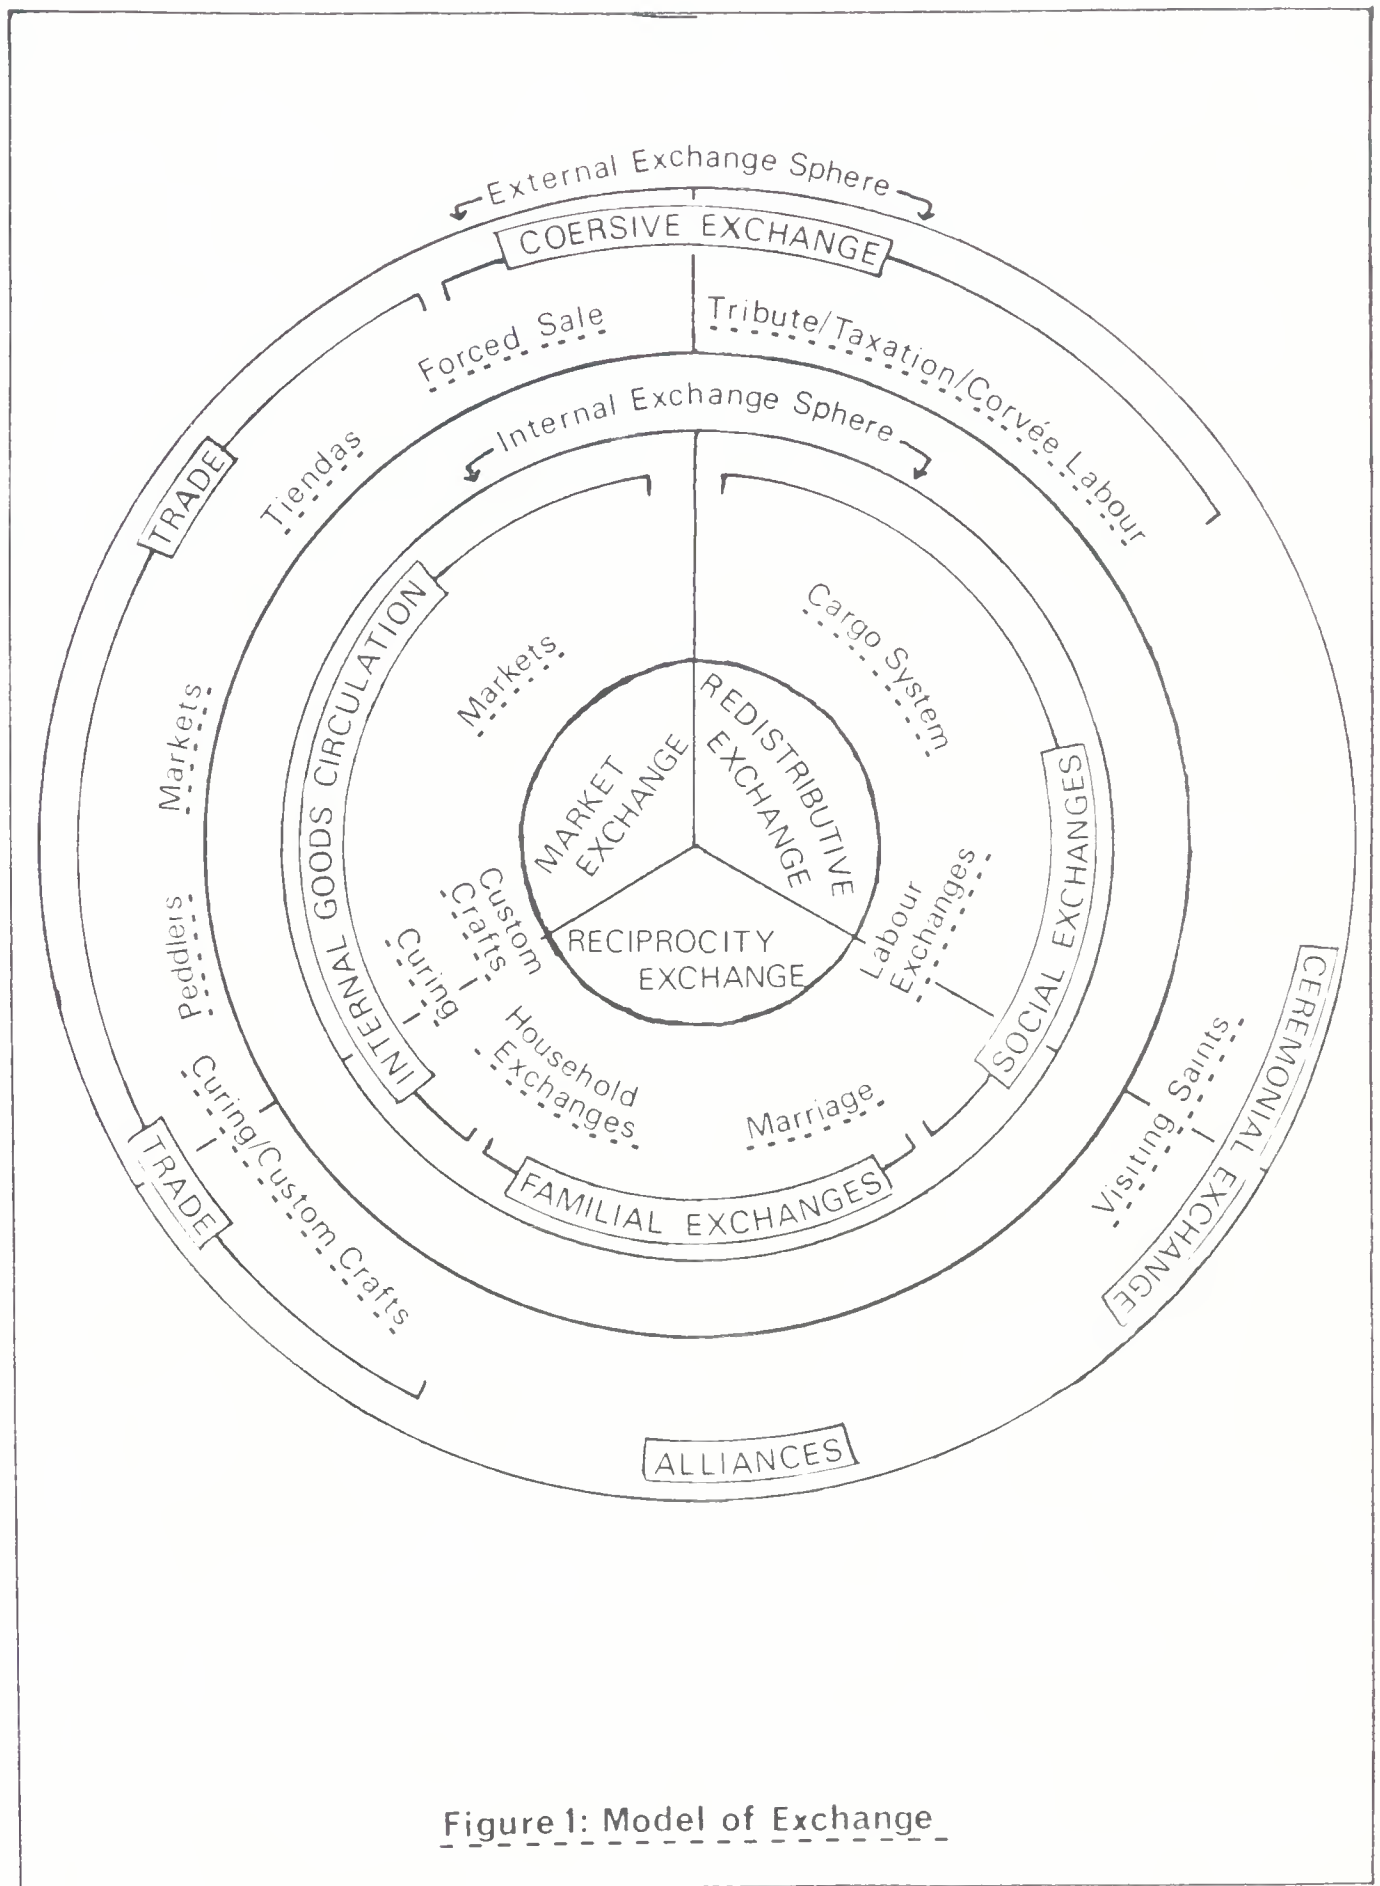 External Exchange Sphere
COERSIVE EXCHANGE
Forced Sale
Tribute/Taxation/Corvée Labour
TRADE
Tiendas
Markets
Peddlers
Curing/Custom Crafts
TRADE
Internal Exchange Sphere
INTERNAL GOODS CIRCULATION
Markets
Cargo System
MARKET
EXCHANGE
REDISTRIBUTIVE
EXCHANGE
RECIPROCITY
EXCHANGE
Custom
Crafts
Curing
Household
Exchanges
Marriage
Labour
Exchanges
SOCIAL EXCHANGES
FAMILIAL EXCHANGES
Visiting Saints
CEREMONIAL EXCHANGE
ALLIANCES
Figure 1: Model of Exchange